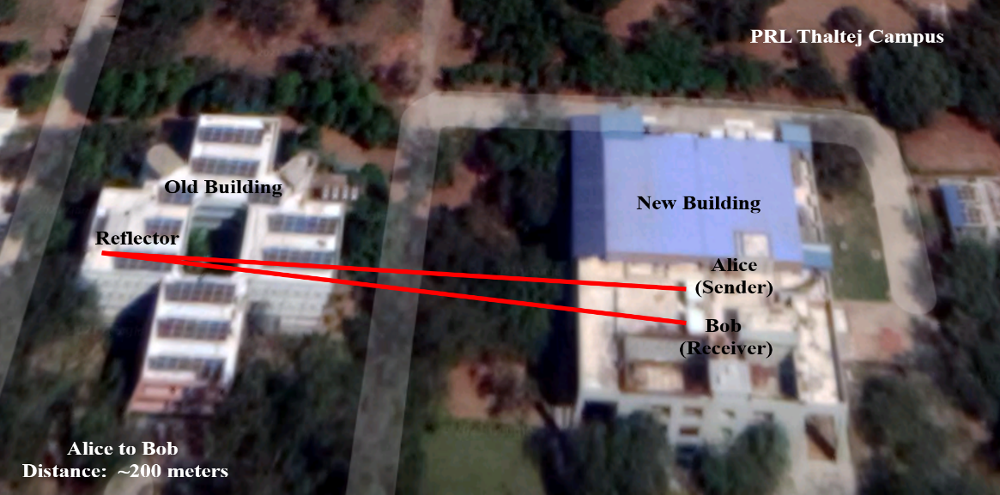 PRL Thaltej Campus
Old Building
New Building
Reflector
Alice
(Sender)
Bob
(Receiver)
Alice to Bob
Distance: ~200 meters